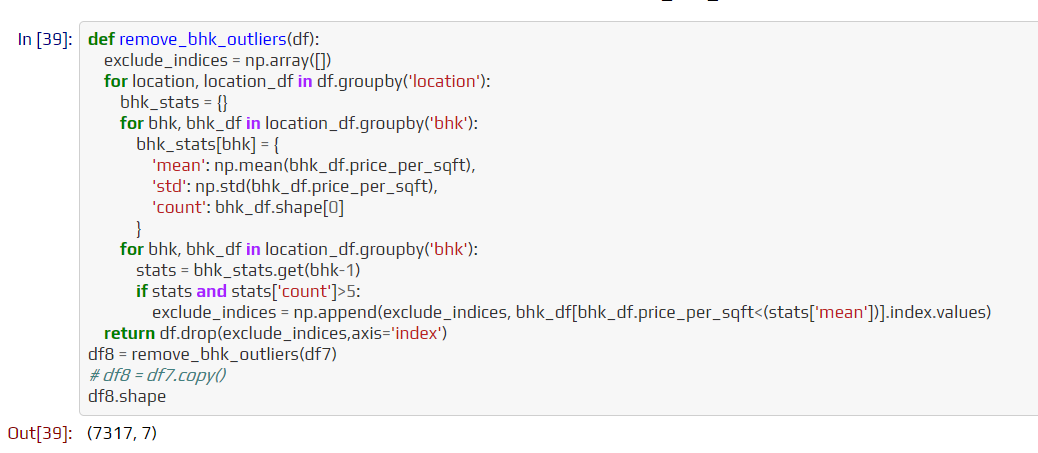 In [39]: def remove_bhk_outliers(df):
    exclude_indices = np.array([])
    for location, location_df in df.groupby('location'):
        bhk_stats = {}
        for bhk, bhk_df in location_df.groupby('bhk'):
            bhk_stats[bhk] = {
                'mean': np.mean(bhk_df.price_per_sqft),
                'std': np.std(bhk_df.price_per_sqft),
                'count': bhk_df.shape[0]
            }
        for bhk, bhk_df in location_df.groupby('bhk'):
            stats = bhk_stats.get(bhk-1)
            if stats and stats['count']>5:
                exclude_indices = np.append(exclude_indices, bhk_df[bhk_df.price_per_sqft<(stats['mean'])].index.values)
    return df.drop(exclude_indices,axis='index')
df8 = remove_bhk_outliers(df7)
# df8 = df7.copy()
df8.shape
Out[39]: (7317, 7)